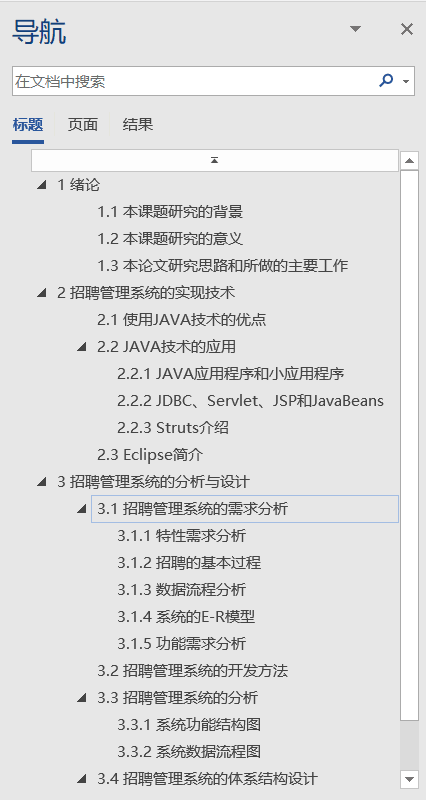 导航
在文档中搜索
标题 页面 结果
1 绪论
1.1 本课题研究的背景
1.2 本课题研究的意义
1.3 本论文研究思路和所做的主要工作
2 招聘管理系统的实现技术
2.1 使用JAVA技术的优点
2.2 JAVA技术的应用
2.2.1 JAVA应用程序和小应用程序
2.2.2 JDBC、Servlet、JSP和JavaBeans
2.2.3 Struts介绍
2.3 Eclipse简介
3 招聘管理系统的分析与设计
3.1 招聘管理系统的需求分析
3.1.1 特性需求分析
3.1.2 招聘的基本过程
3.1.3 数据流程分析
3.1.4 系统的E-R模型
3.1.5 功能需求分析
3.2 招聘管理系统的开发方法
3.3 招聘管理系统的分析
3.3.1 系统功能结构图
3.3.2 系统数据流程图
3.4 招聘管理系统的体系结构设计